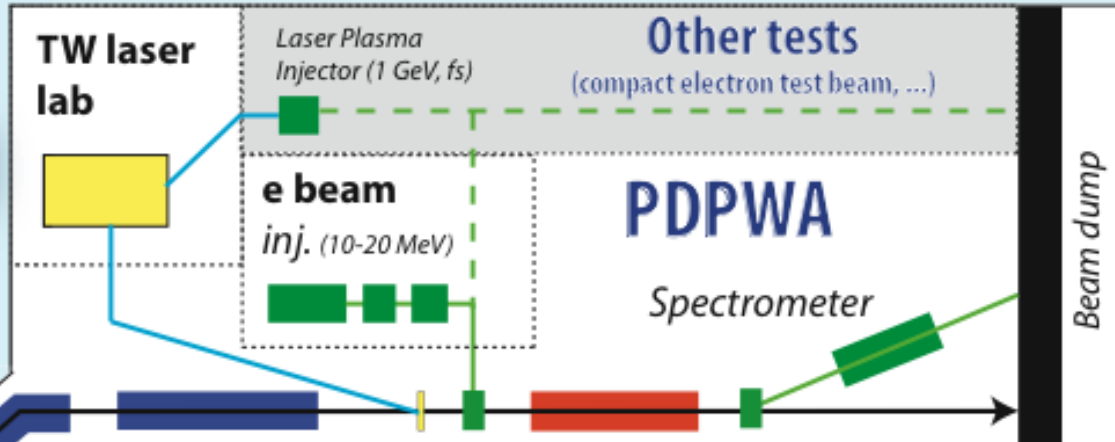 TW laser
lab
Laser Plasma
Injector (1 GeV, fs)
Other tests
(compact electron test beam, ...)
e beam
inj. (10-20 MeV)
PDPWA
Spectrometer
Beam dump